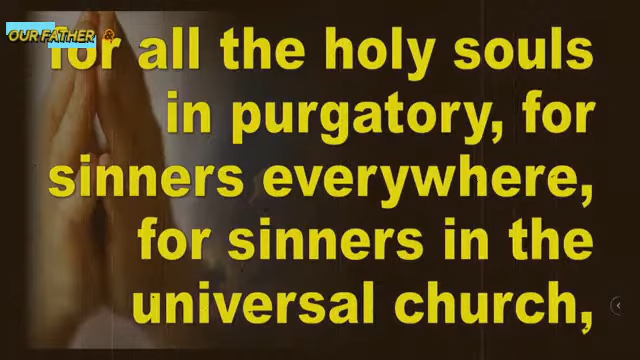 OUR FATHER &
for all the holy souls
in purgatory, for
sinners everywhere,
for sinners in the
universal church,